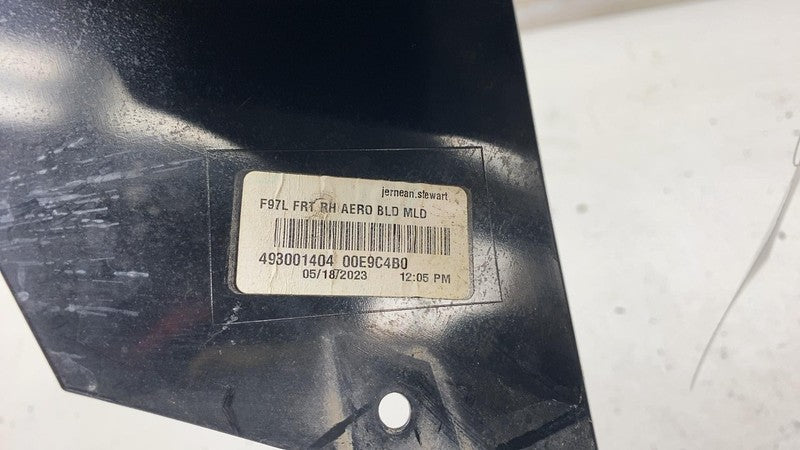 jernean.stewart
F97L FRT RH AERO BLD MLD
493001404 00E9C4B0
05/18/2023 12:05 PM